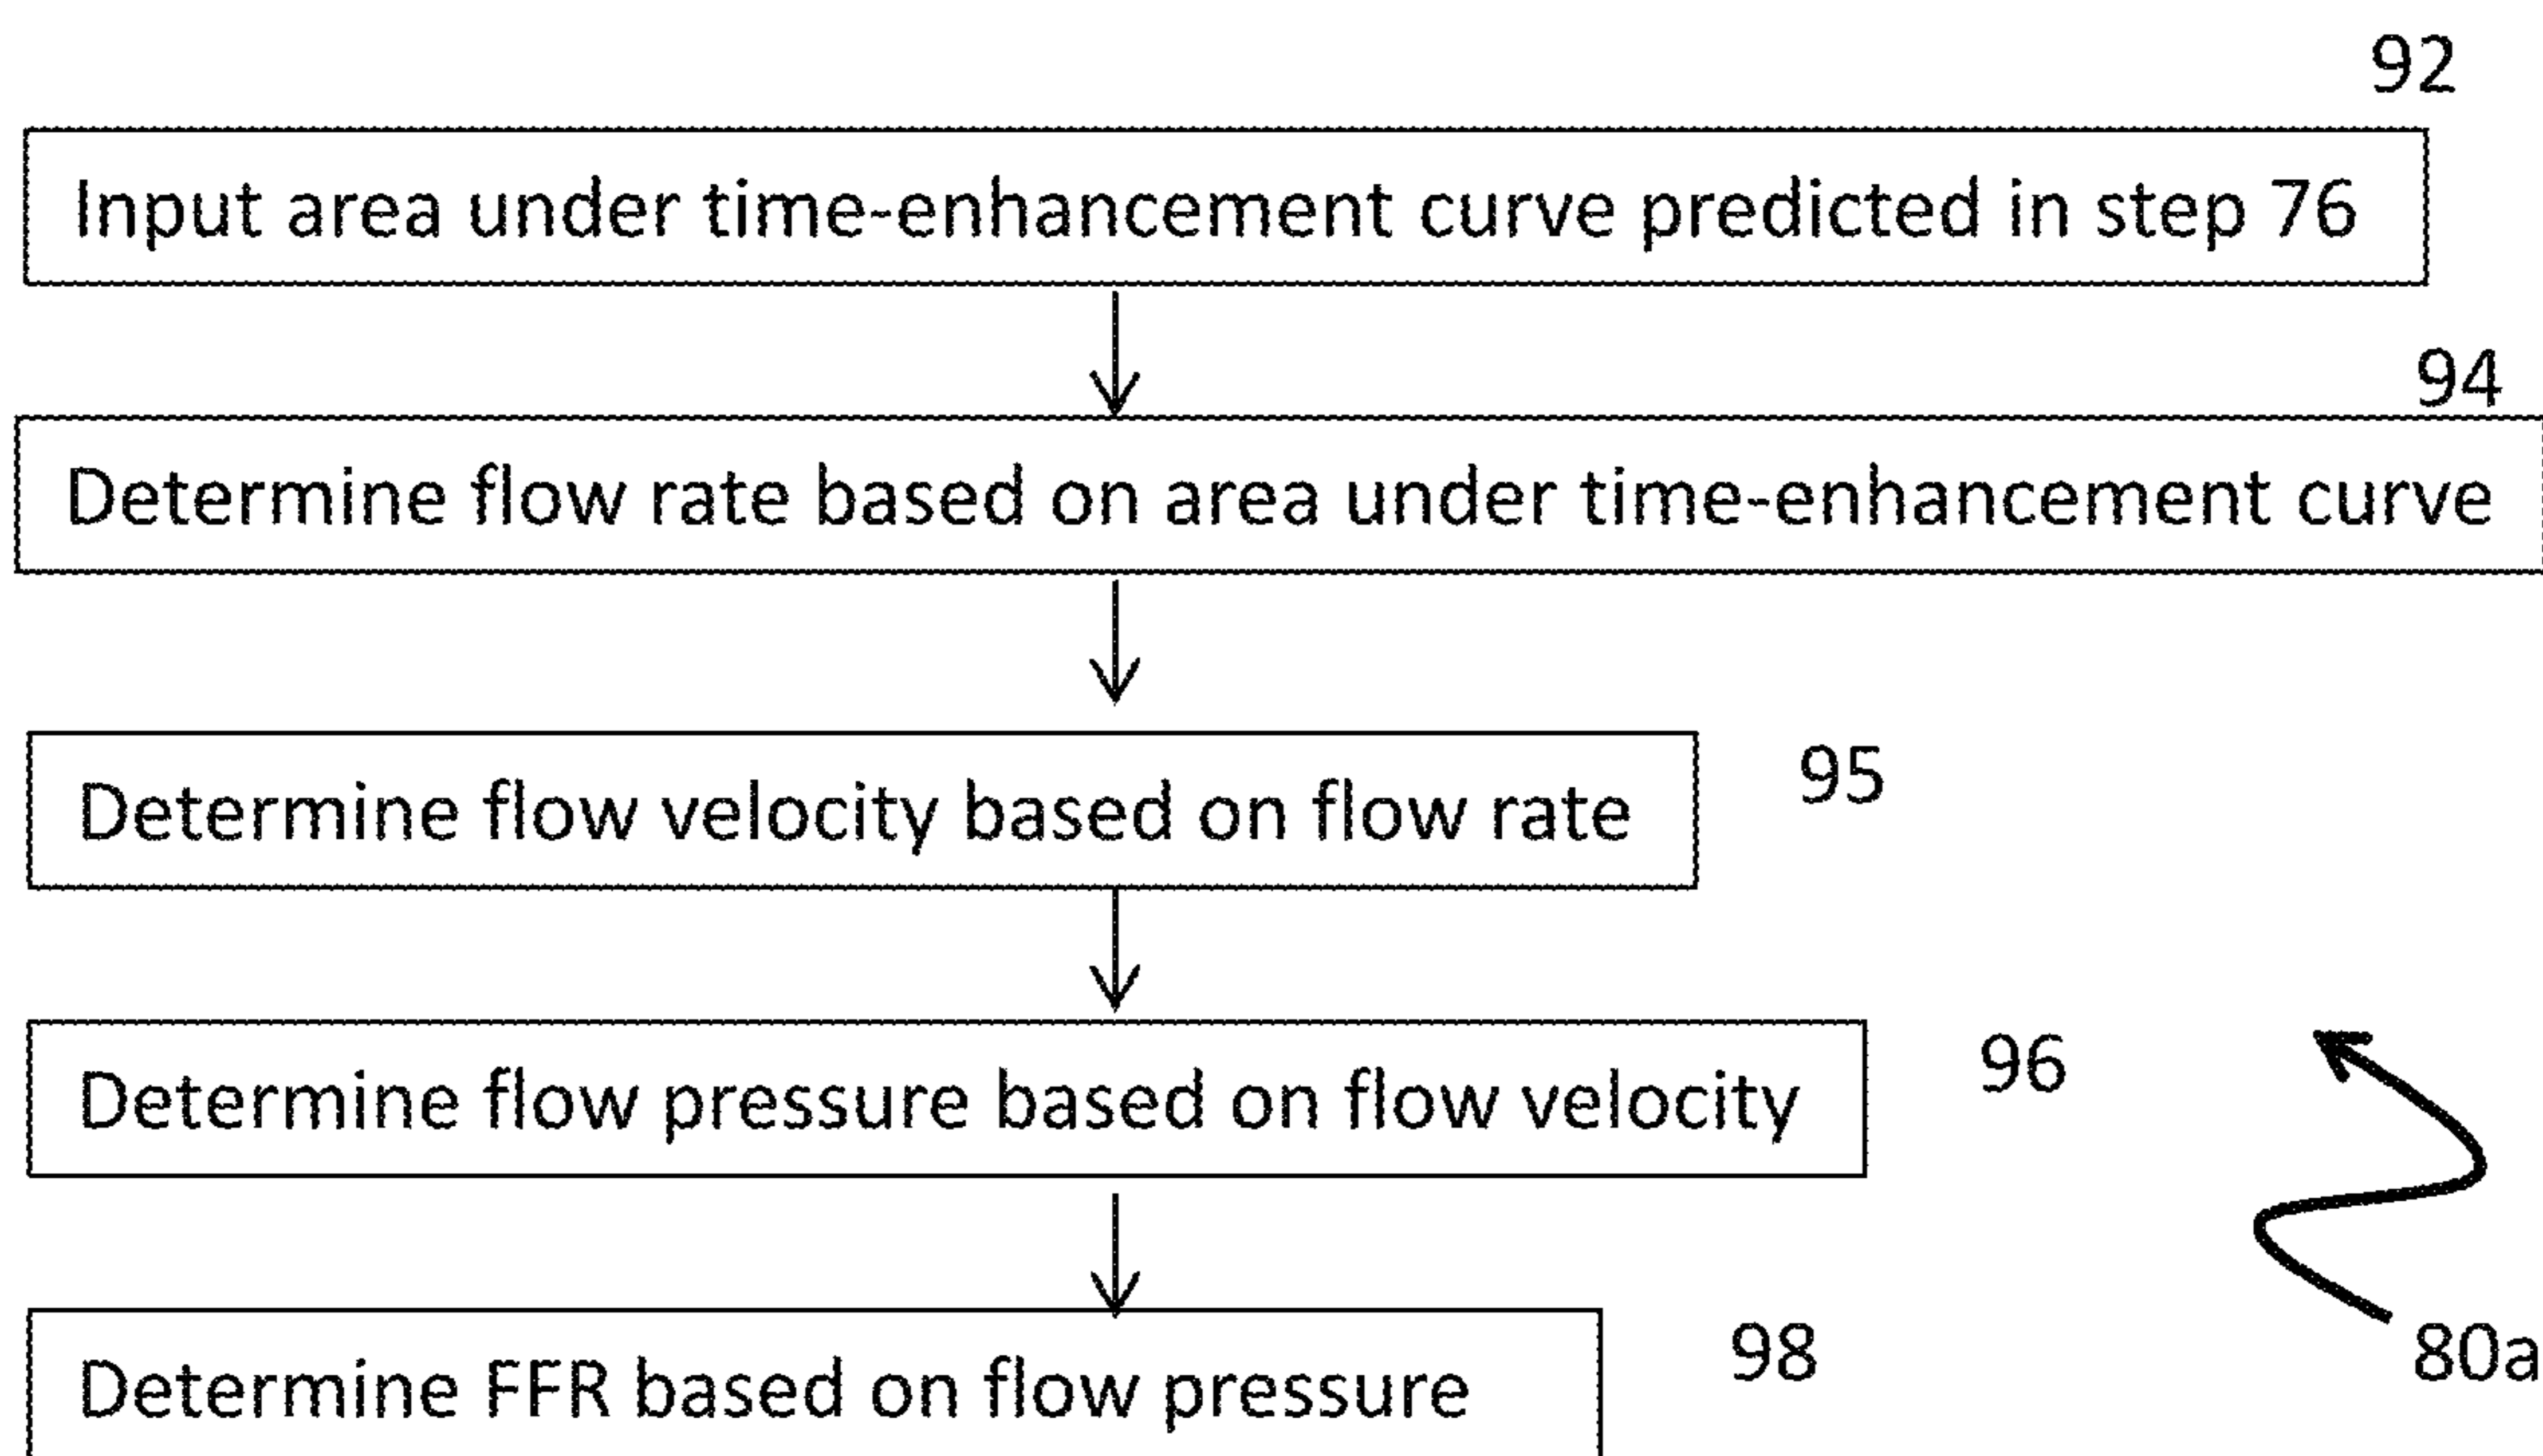 92
Input area under time-enhancement curve predicted in step 76
94
Determine flow rate based on area under time-enhancement curve
Determine flow velocity based on flow rate
95
Determine flow pressure based on flow velocity
96
Determine FFR based on flow pressure
98
80a